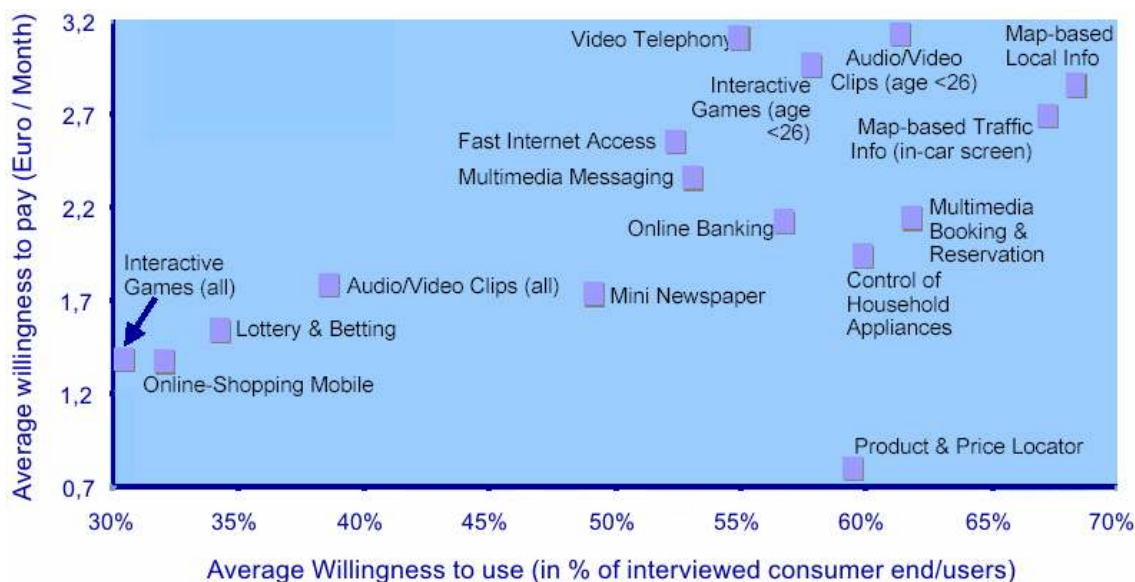 Average willingness to pay (Euro / Month)
3,2
2,7
2,2
1,7
1,2
0,7
Video Telephony
Audio/Video
Clips (age <26)
Map-based
Local Info
Interactive
Games (age
<26)
Map-based Traffic
Info (in-car screen)
Fast Internet Access
Multimedia Messaging
Online Banking
Multimedia
Booking &
Reservation
Interactive
Games (all)
Audio/Video Clips (all)
Mini Newspaper
Control of
Household
Appliances
Lottery & Betting
Online-Shopping Mobile
Product & Price Locator
30%
35%
40%
45%
50%
55%
60%
65%
70%
Average Willingness to use (in % of interviewed consumer end/users)